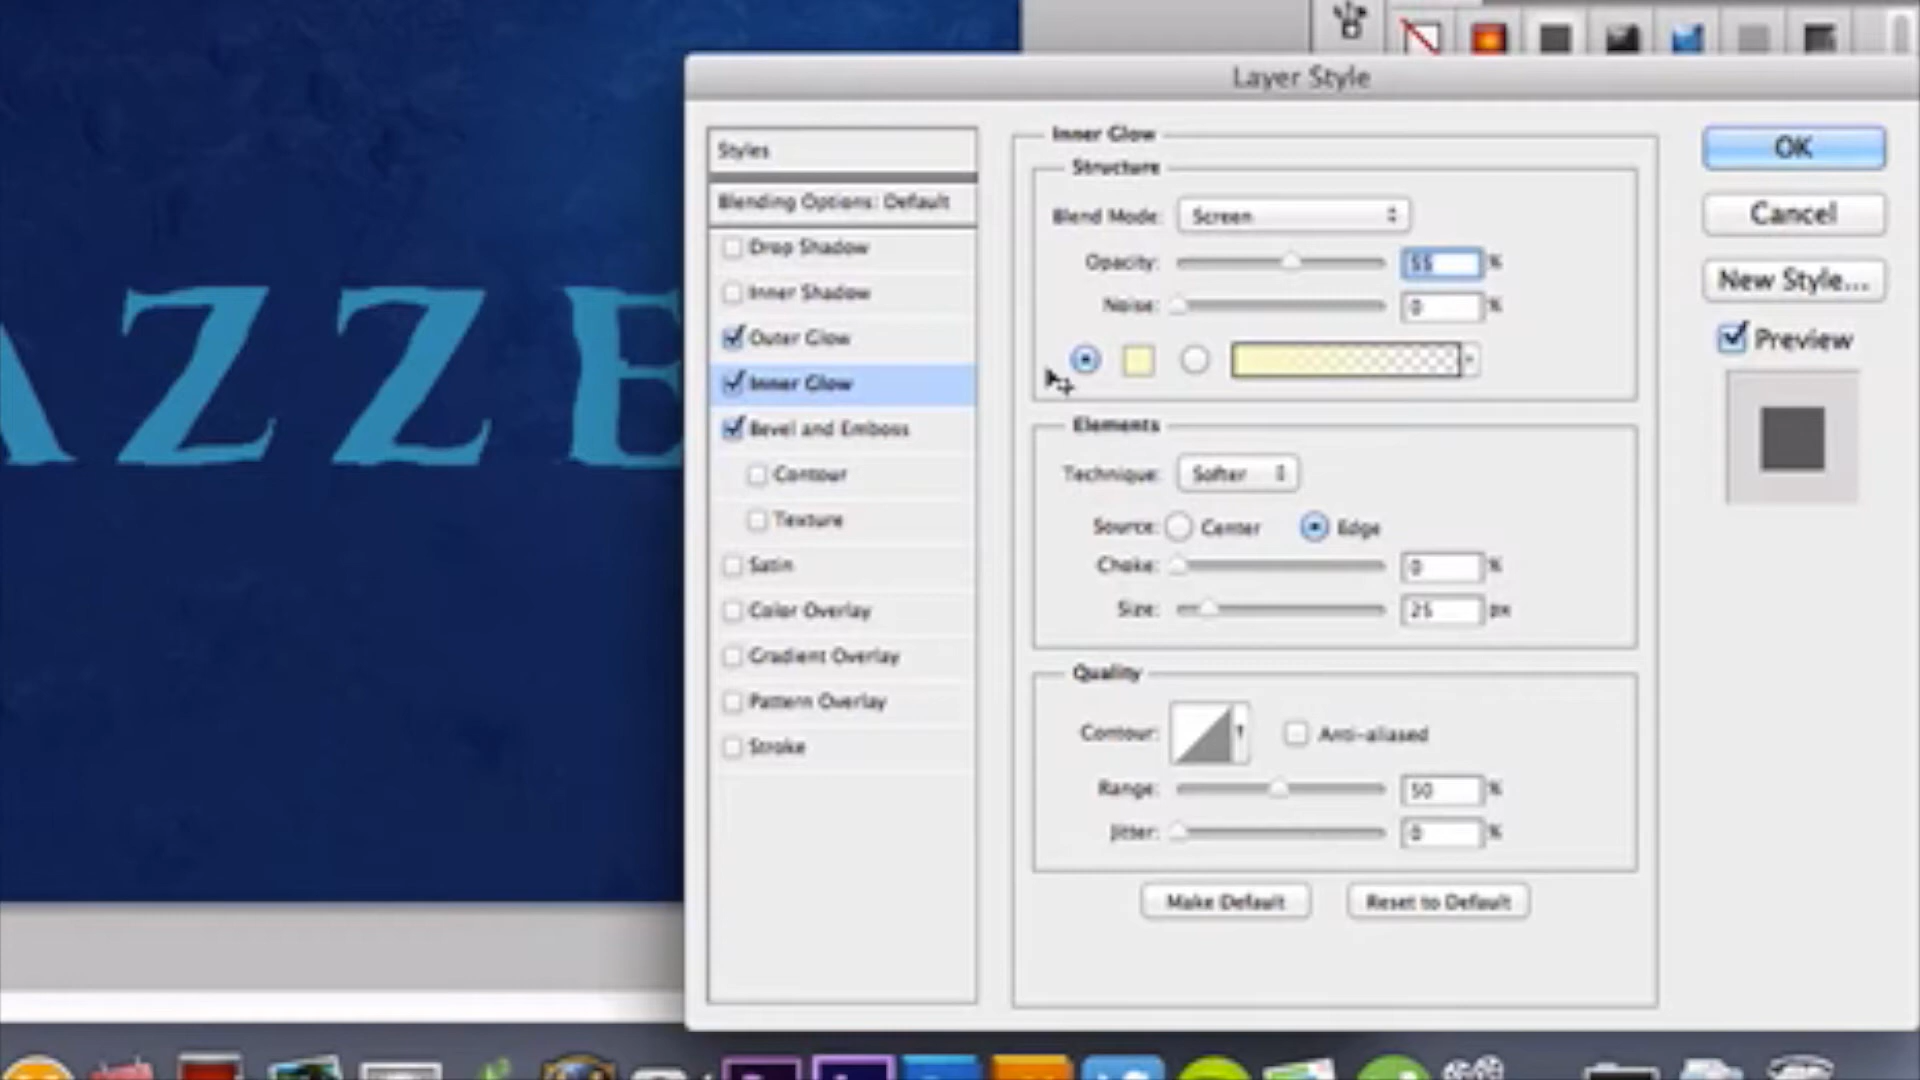 Layer Style
AZZE
Styles
Blending Options: Default
Drop Shadow
Inner Shadow
Outer Glow
Inner Glow
Bevel and Emboss
Contour
Texture
Satin
Color Overlay
Gradient Overlay
Pattern Overlay
Stroke
Inner Glow
Structure
Blend Mode: Screen
Opacity: 55 %
Noise: 0 %
Elements
Technique: Softer
Source: Center Edge
Choke: 0 %
Size: 25 px
Quality
Contour: Anti-aliased
Range: 50 %
Jitter: 0 %
Make Default Reset to Default
OK
Cancel
New Style...
Preview